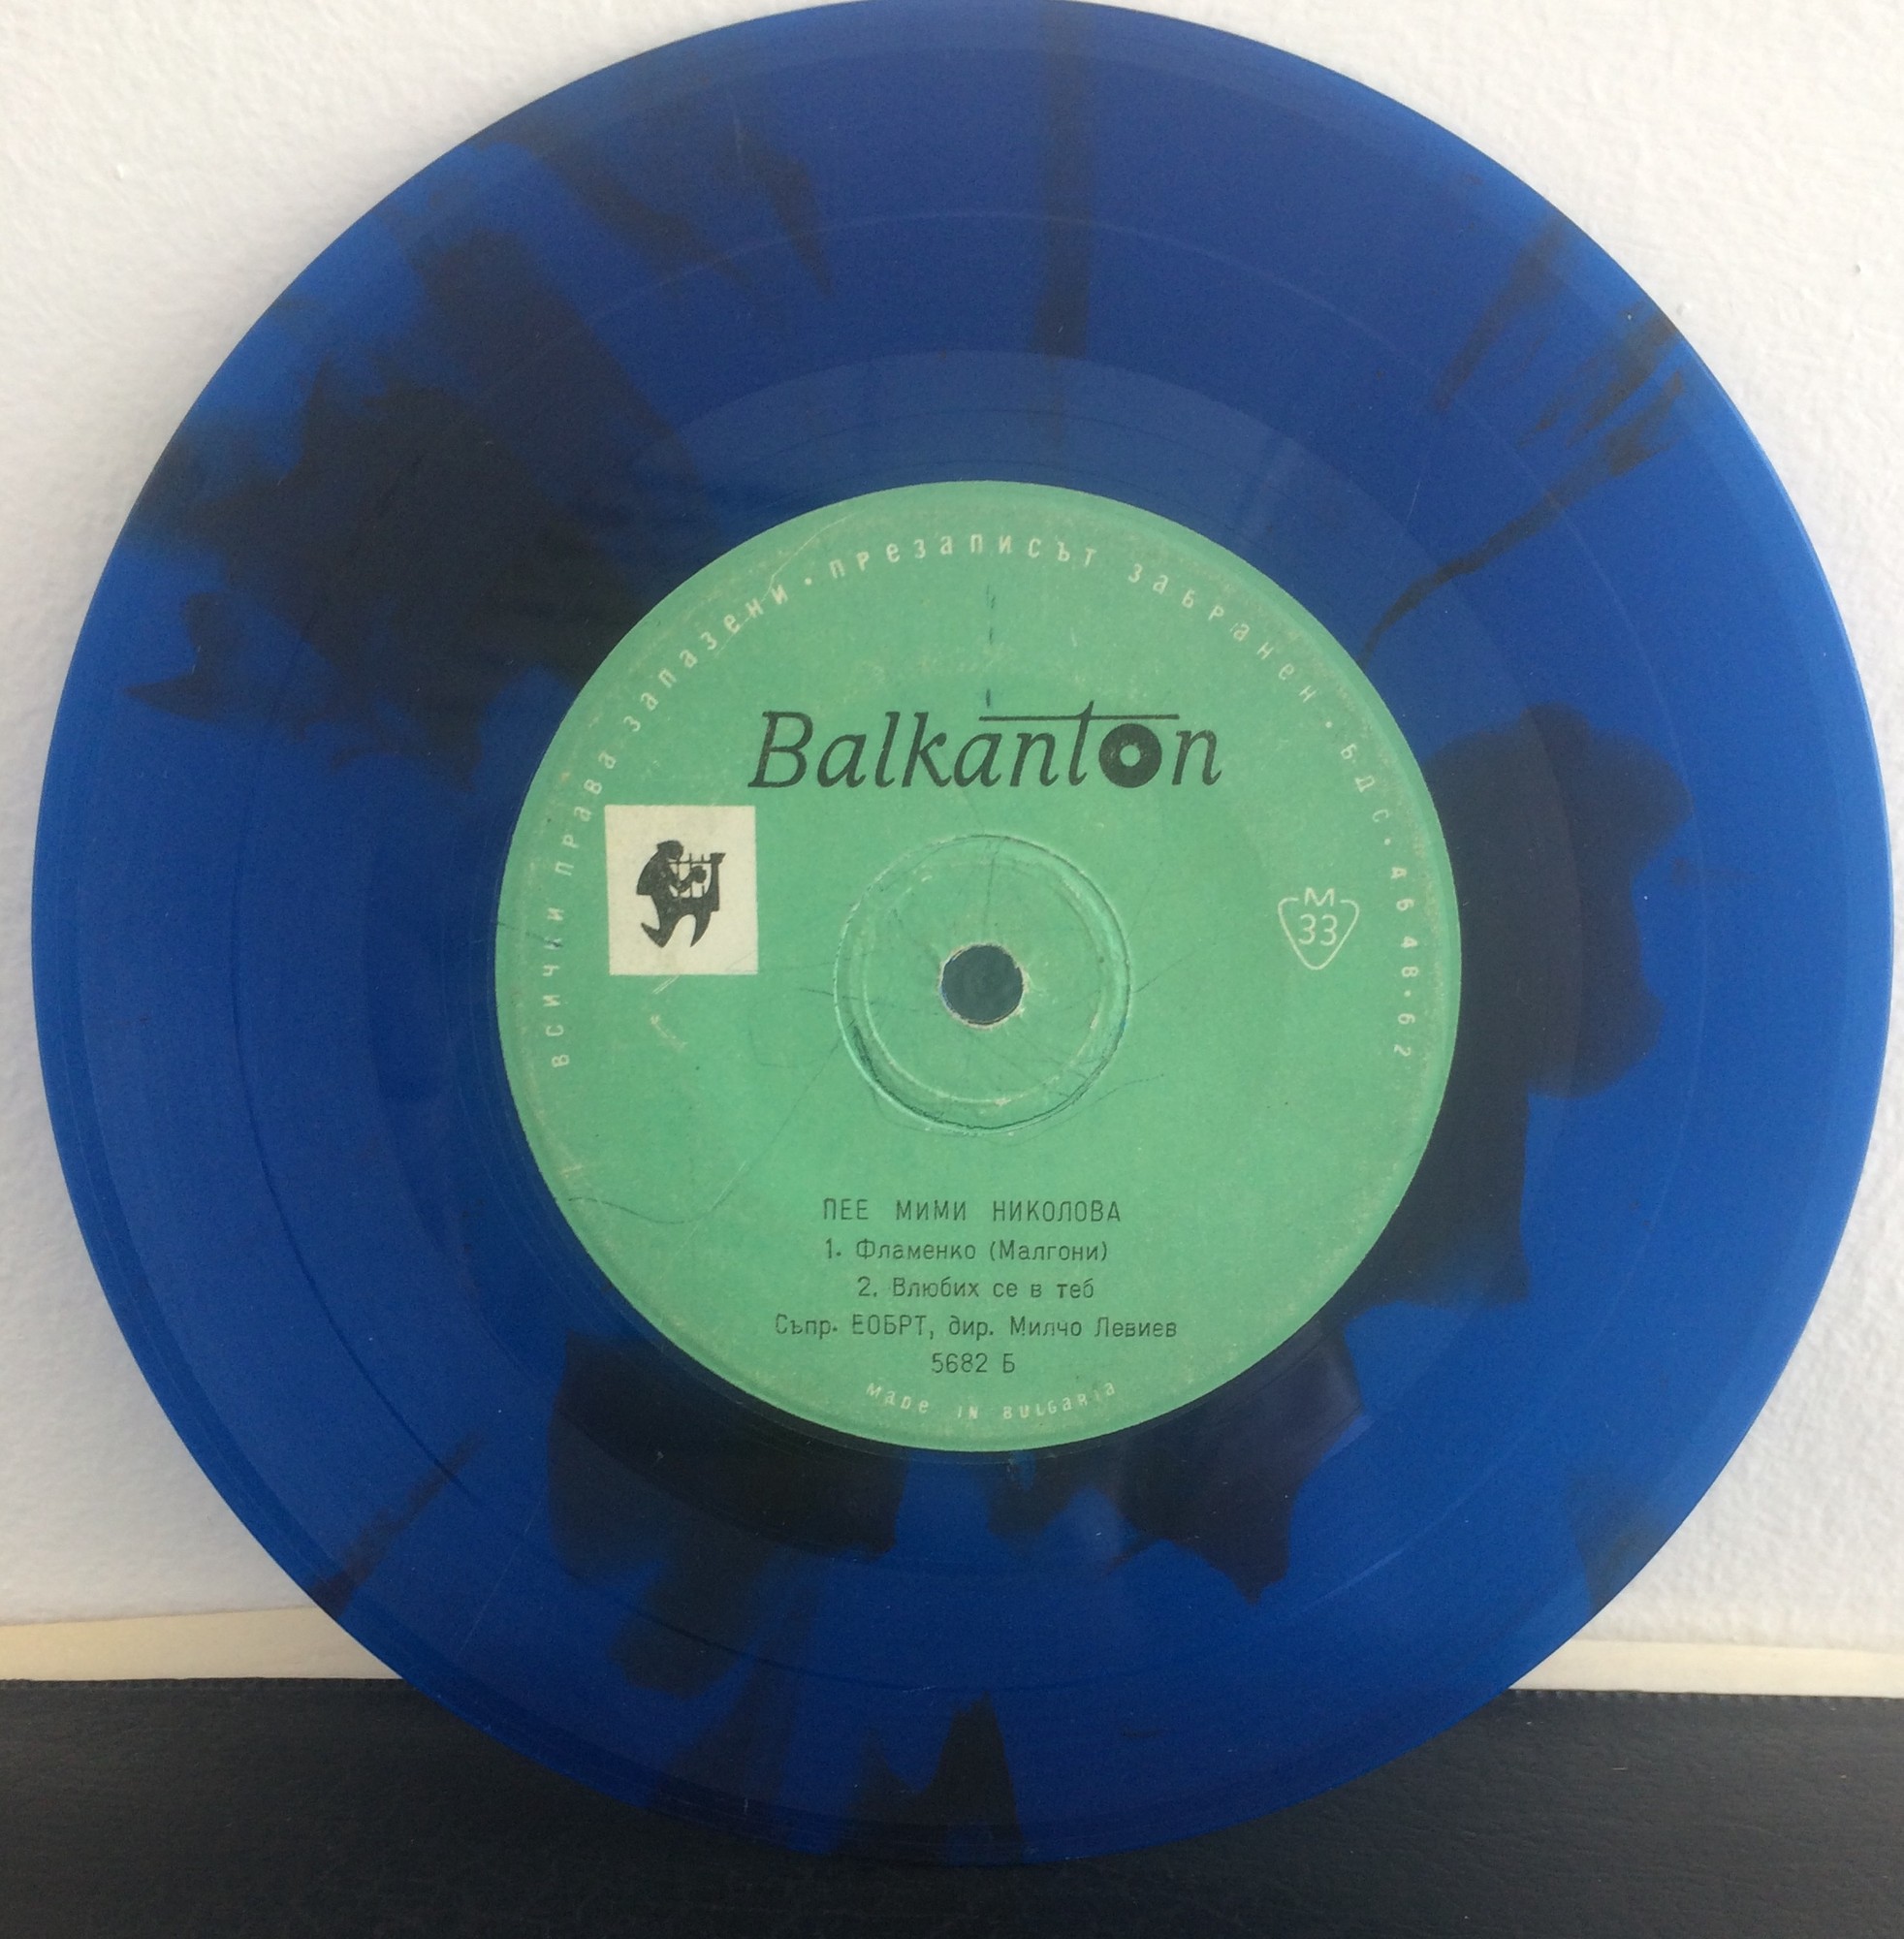 всички права запазени · презаписът забранен · бдс · 4648·62
Balkanton
M
33
ПЕЕ МИМИ НИКОЛОВА
1. Фламенко (Малгони)
2. Влюбих се в теб
Съпр. ЕОБРТ, дир. Милчо Левиев
5682 Б
Made in Bulgaria